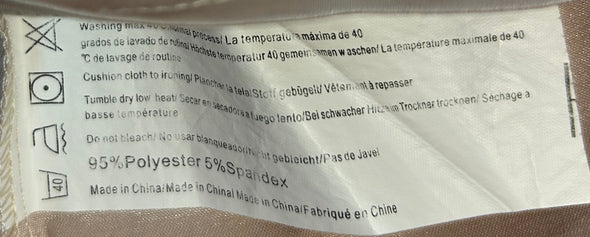 Washing max 40°C,normal process/ La temperatura máxima de 40
grados de lavado de rutina/ Höchste temperatur 40 gemeinsamen waschen/ La température maximale de 40
°C de lavage de routine
Cushion cloth to ironing/ Planchar la tela/ Stoff gebügelt/ Vêtement à repasser
Tumble dry low heat/ Secar en secadora a fuego lento/ Bei schwacher Hitze im Trockner trocknen/ Séchage a
basse température
Do not bleach/ No usar blanqueador/ Nicht gebleicht/ Pas de Javel
95%Polyester 5%Spandex
Made in China/Made in China/ Made in China/Fabriqué en Chine
40